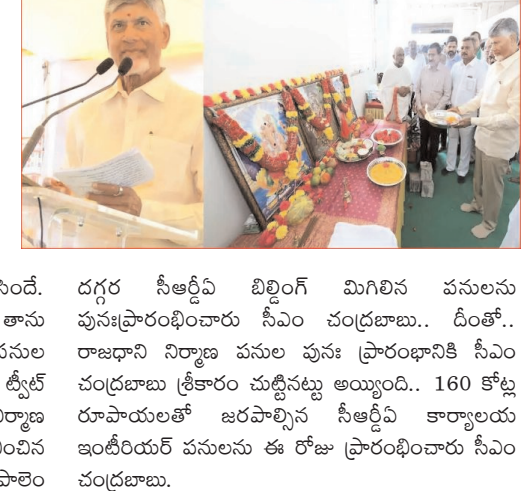 సిందే.
తాను
పనుల
ట్వీట్
నిర్మాణ
ంచిన
పాలెం
దగ్గర సీఆర్డీఏ బిల్డింగ్ మిగిలిన పనులను
పునఃప్రారంభించారు సీఎం చంద్రబాబు.. దీంతో..
రాజధాని నిర్మాణ పనుల పునః ప్రారంభానికి సీఎం
చంద్రబాబు శ్రీకారం చుట్టినట్టు అయ్యింది.. 160 కోట్ల
రూపాయలతో జరపాల్సిన సీఆర్డీఏ కార్యాలయ
ఇంటీరియర్ పనులను ఈ రోజు ప్రారంభించారు సీఎం
చంద్రబాబు.